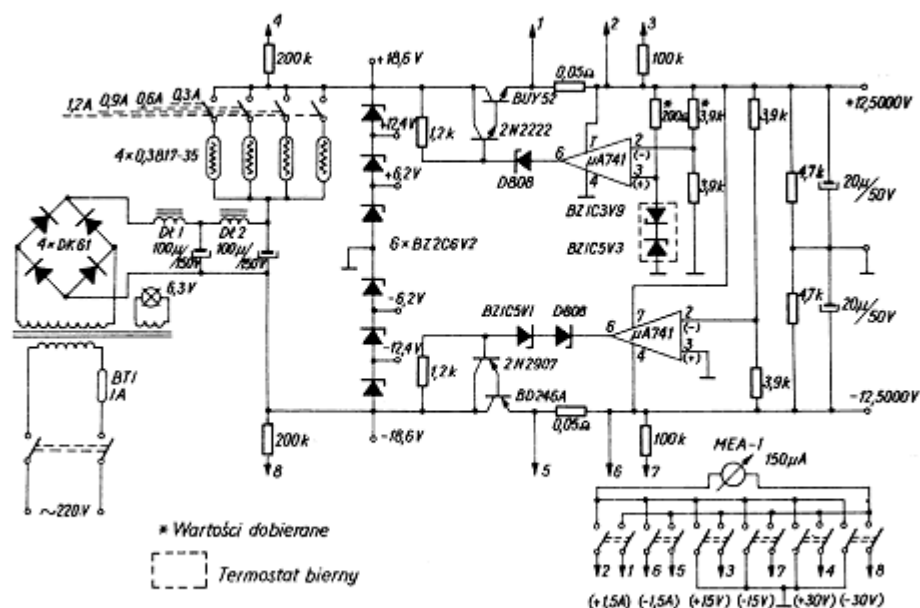 4
1
2
3
200k
+18,6V
0,05Ω
100k
1,2A 0,9A 0,6A 0,3A
BUY52
+12,5000V
+12,4V
1,2k
2N2222
*
200Ω
*
3,9k
3,9k
4×0,3817-35
+6,2V
6
7
2
(-)
μA741
3
(+)
4
D808
3,9k
4,7k
20μ/
50V
BZ1C3V9
4×DK61
Dł1
100μ/
150V
Dł2
100μ/
150V
6×BZ2C6V2
BZ1C5V3
6,3V
-6,2V
BZ1C5V1
D808
6
7
2
(-)
μA741
3
(+)
4
4,7k
20μ/
50V
-12,4V
BT1
1A
1,2k
2N2907
3,9k
BD246A
-12,5000V
200k
-18,6V
0,05Ω
100k
8
5
6
7
MEA-1
150μA
~220V
* Wartości dobierane
Termostat bierny
2 1 6 5 3 7 4 8
(+1,5A) (-1,5A) (+15V) (-15V) (+30V) (-30V)